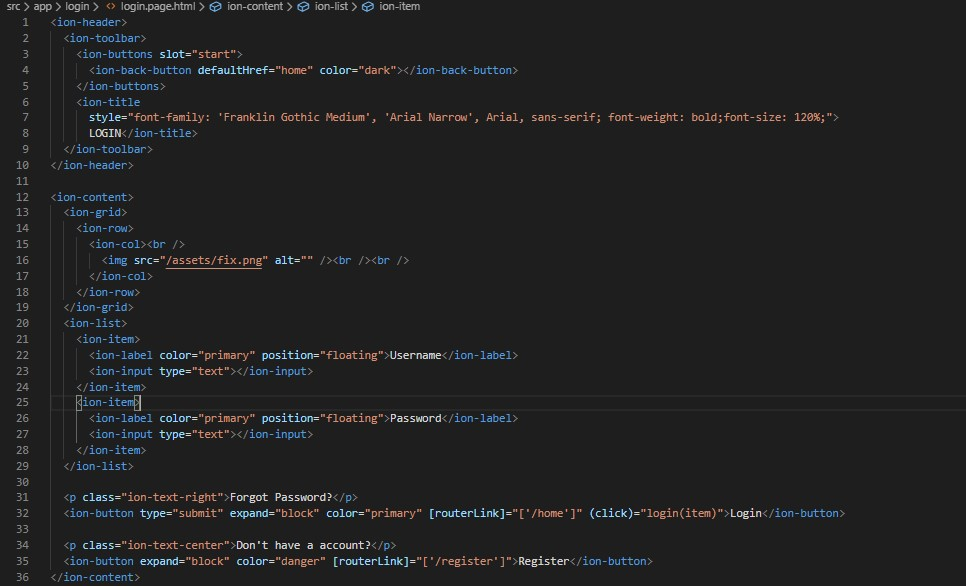 src > app > login > <> login.page.html > ion-content > ion-list > ion-item
1 <ion-header>
2 <ion-toolbar>
3 <ion-buttons slot="start">
4 <ion-back-button defaultHref="home" color="dark"></ion-back-button>
5 </ion-buttons>
6 <ion-title
7 style="font-family: 'Franklin Gothic Medium', 'Arial Narrow', Arial, sans-serif; font-weight: bold;font-size: 120%;">
8 LOGIN</ion-title>
9 </ion-toolbar>
10 </ion-header>
11
12 <ion-content>
13 <ion-grid>
14 <ion-row>
15 <ion-col><br />
16 <img src="/assets/fix.png" alt="" /><br /><br />
17 </ion-col>
18 </ion-row>
19 </ion-grid>
20 <ion-list>
21 <ion-item>
22 <ion-label color="primary" position="floating">Username</ion-label>
23 <ion-input type="text"></ion-input>
24 </ion-item>
25 <ion-item>
26 <ion-label color="primary" position="floating">Password</ion-label>
27 <ion-input type="text"></ion-input>
28 </ion-item>
29 </ion-list>
30
31 <p class="ion-text-right">Forgot Password?</p>
32 <ion-button type="submit" expand="block" color="primary" [routerLink]="['/home']" (click)="login(item)">Login</ion-button>
33
34 <p class="ion-text-center">Don't have a account?</p>
35 <ion-button expand="block" color="danger" [routerLink]="['/register']">Register</ion-button>
36 </ion-content>